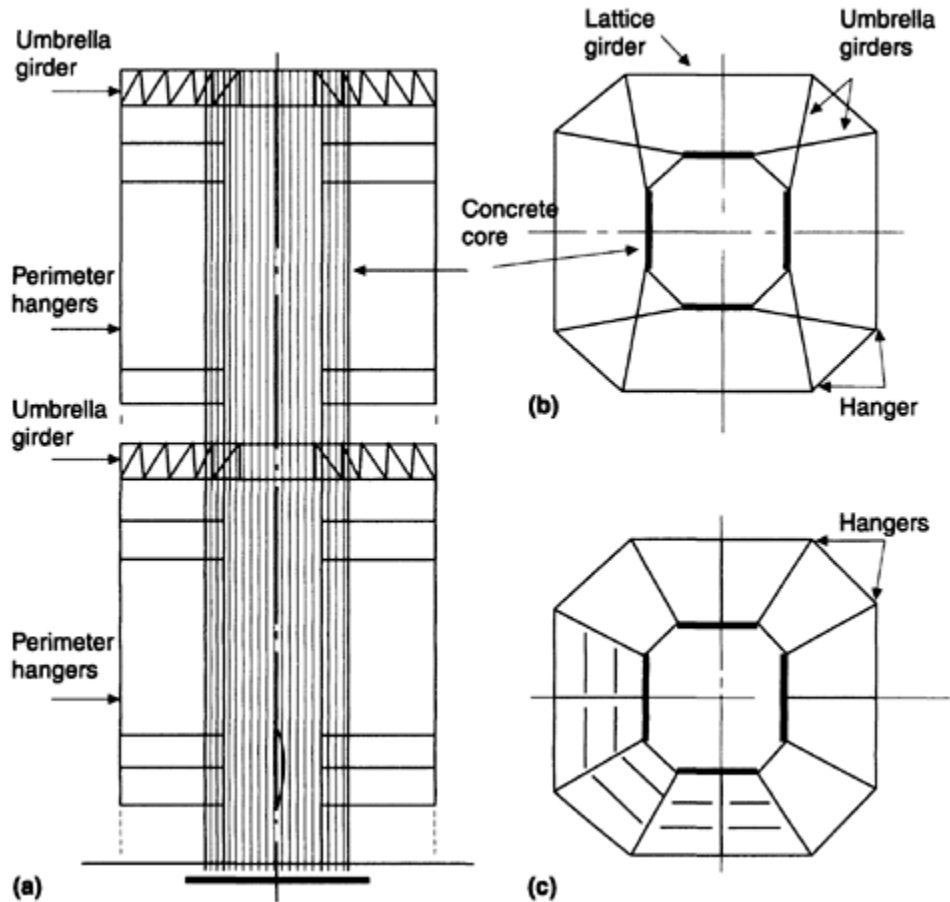 Umbrella
girder
Perimeter
hangers
Umbrella
girder
Perimeter
hangers
(a)
Lattice
girder
Umbrella
girders
Concrete
core
(b)
Hanger
Hangers
(c)